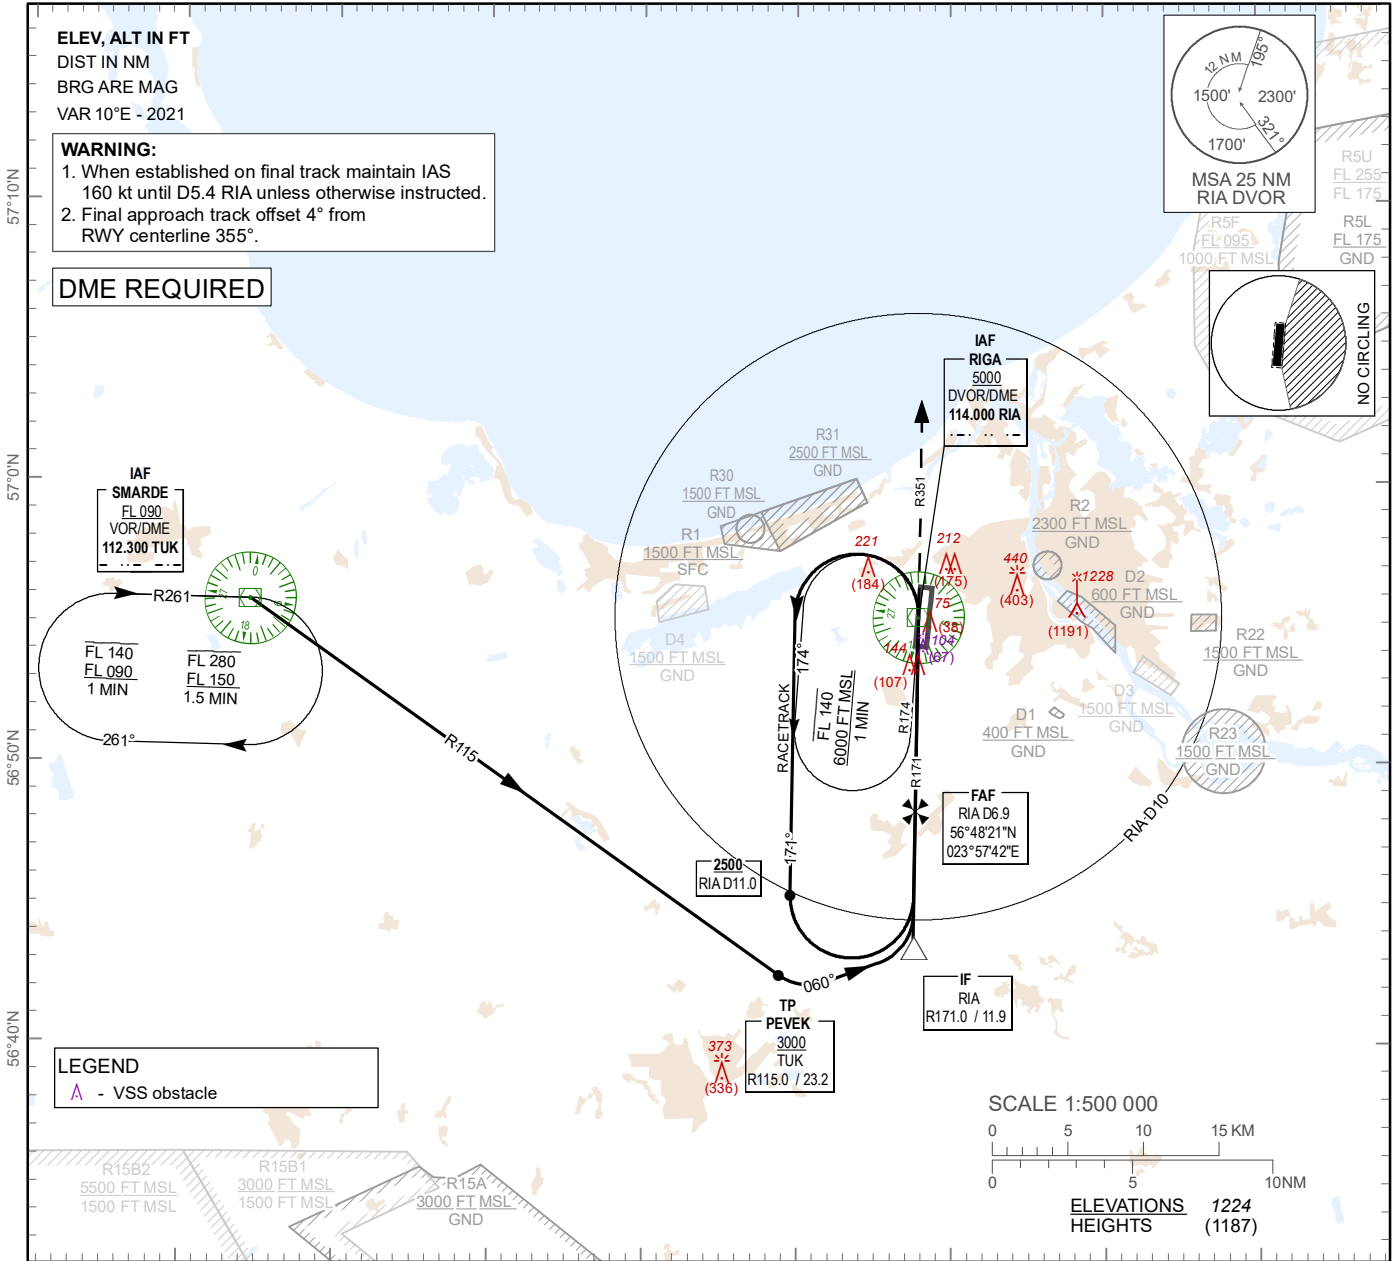 ELEV, ALT IN FT
DIST IN NM
BRG ARE MAG
VAR 10°E - 2021
WARNING:
1. When established on final track maintain IAS
160 kt until D5.4 RIA unless otherwise instructed.
2. Final approach track offset 4° from
RWY centerline 355°.
DME REQUIRED
12 NM
195°
1500'
2300'
321°
1700'
MSA 25 NM
RIA DVOR
R5U
FL 255
FL 175
R5F
FL 095
1000 FT MSL
R5L
FL 175
GND
NO CIRCLING
57°10'N
57°0'N
56°50'N
56°40'N
IAF
RIGA
5000
DVOR/DME
114.000 RIA
R31
2500 FT MSL
GND
R30
1500 FT MSL
GND
R1
1500 FT MSL
SFC
D4
1500 FT MSL
GND
R351
R2
2300 FT MSL
GND
D2
600 FT MSL
GND
R22
1500 FT MSL
GND
D3
1500 FT MSL
GND
D1
400 FT MSL
GND
R23
1500 FT MSL
GND
RIA D10
221
(184)
212
(175)
440
(403)
1228
(1191)
27
75
(38)
104
(67)
144
(107)
IAF
SMARDE
FL 090
VOR/DME
112.300 TUK
0
27
9
18
R261
FL 140
FL 090
1 MIN
FL 280
FL 150
1.5 MIN
261°
R115
174°
RACETRACK
FL 140
6000 FT MSL
1 MIN
R174
R171
171°
FAF
RIA D6.9
56°48'21"N
023°57'42"E
2500
RIA D11.0
060°
IF
RIA
R171.0 / 11.9
TP
PEVEK
3000
TUK
R115.0 / 23.2
373
(336)
LEGEND
- VSS obstacle
SCALE 1:500 000
0 5 10 15 KM
0 5 10NM
ELEVATIONS 1224
HEIGHTS (1187)
R15B2
5500 FT MSL
1500 FT MSL
R15B1
3000 FT MSL
1500 FT MSL
R15A
3000 FT MSL
GND